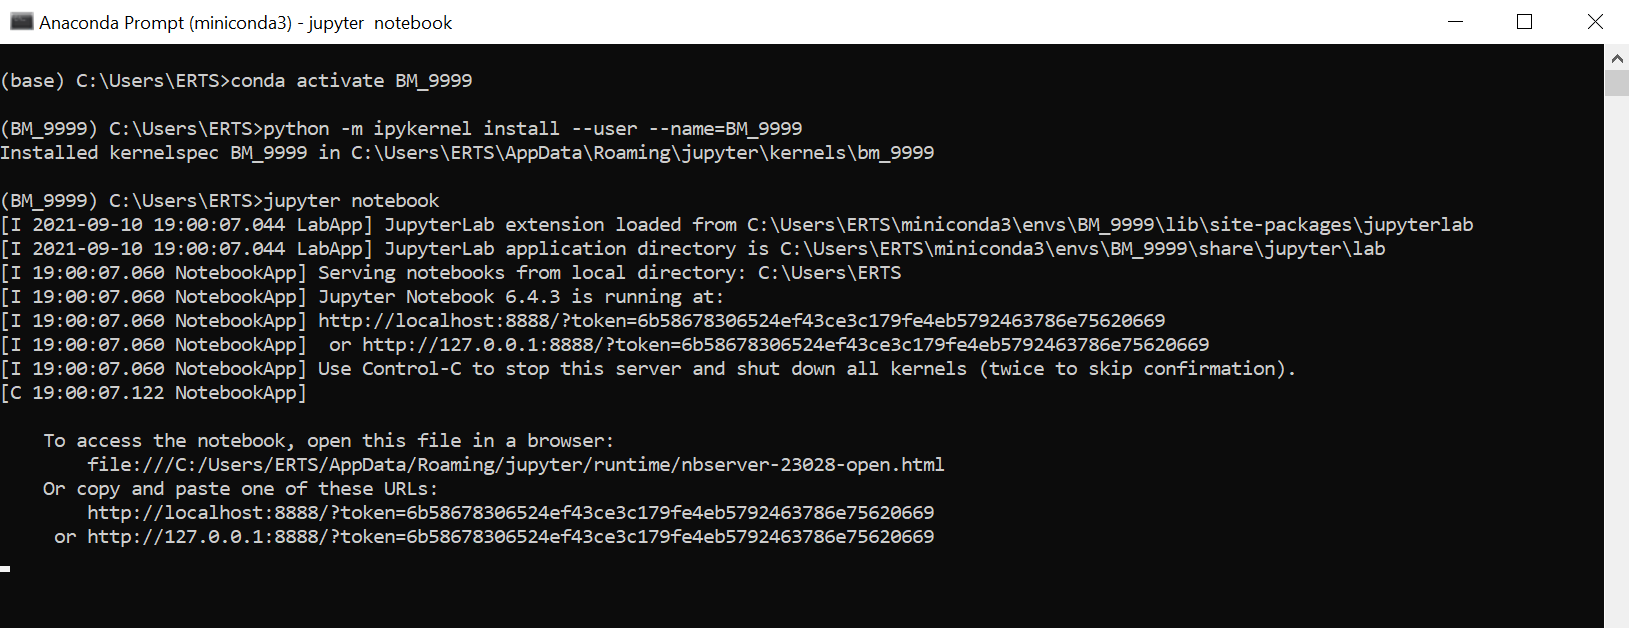 Anaconda Prompt (miniconda3) - jupyter  notebook
(base) C:\Users\ERTS>conda activate BM_9999
(BM_9999) C:\Users\ERTS>python -m ipykernel install --user --name=BM_9999
Installed kernelspec BM_9999 in C:\Users\ERTS\AppData\Roaming\jupyter\kernels\bm_9999
(BM_9999) C:\Users\ERTS>jupyter notebook
[I 2021-09-10 19:00:07.044 LabApp] JupyterLab extension loaded from C:\Users\ERTS\miniconda3\envs\BM_9999\lib\site-packages\jupyterlab
[I 2021-09-10 19:00:07.044 LabApp] JupyterLab application directory is C:\Users\ERTS\miniconda3\envs\BM_9999\share\jupyter\lab
[I 19:00:07.060 NotebookApp] Serving notebooks from local directory: C:\Users\ERTS
[I 19:00:07.060 NotebookApp] Jupyter Notebook 6.4.3 is running at:
[I 19:00:07.060 NotebookApp] http://localhost:8888/?token=6b58678306524ef43ce3c179fe4eb5792463786e75620669
[I 19:00:07.060 NotebookApp]  or http://127.0.0.1:8888/?token=6b58678306524ef43ce3c179fe4eb5792463786e75620669
[I 19:00:07.060 NotebookApp] Use Control-C to stop this server and shut down all kernels (twice to skip confirmation).
[C 19:00:07.122 NotebookApp]
    To access the notebook, open this file in a browser:
        file:///C:/Users/ERTS/AppData/Roaming/jupyter/runtime/nbserver-23028-open.html
    Or copy and paste one of these URLs:
        http://localhost:8888/?token=6b58678306524ef43ce3c179fe4eb5792463786e75620669
     or http://127.0.0.1:8888/?token=6b58678306524ef43ce3c179fe4eb5792463786e75620669